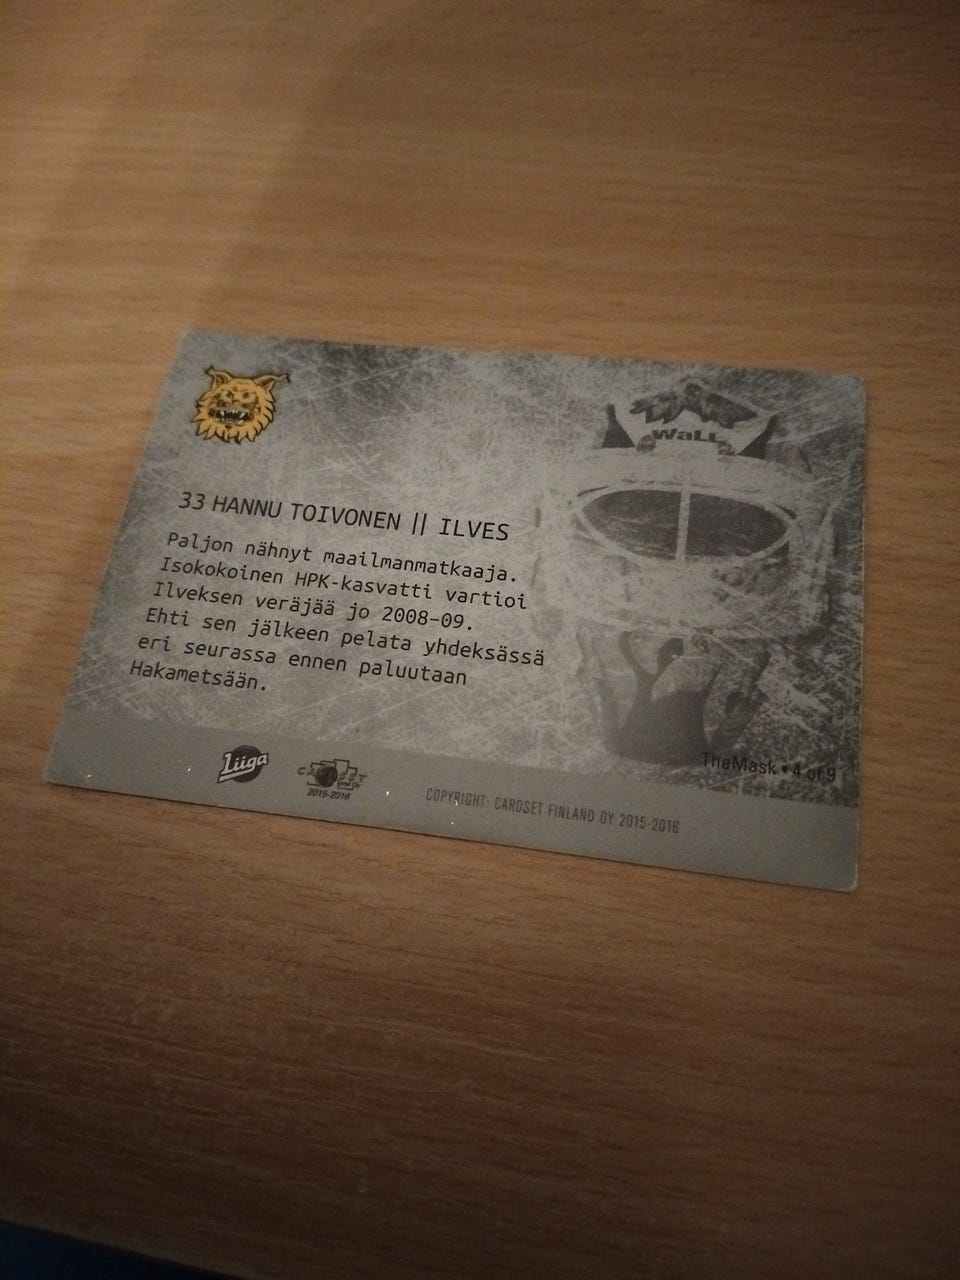 WaLL
33 HANNU TOIVONEN || ILVES
Paljon nähnyt maailmanmatkaaja.
Isokokoinen HPK-kasvatti vartioi
Ilveksen veräjää jo 2008–09.
Ehti sen jälkeen pelata yhdeksässä
eri seurassa ennen paluutaan
Hakametsään.
TheMask • 4 of 9
Liiga
CARDSET
2015-2016
COPYRIGHT: CARDSET FINLAND OY 2015-2016